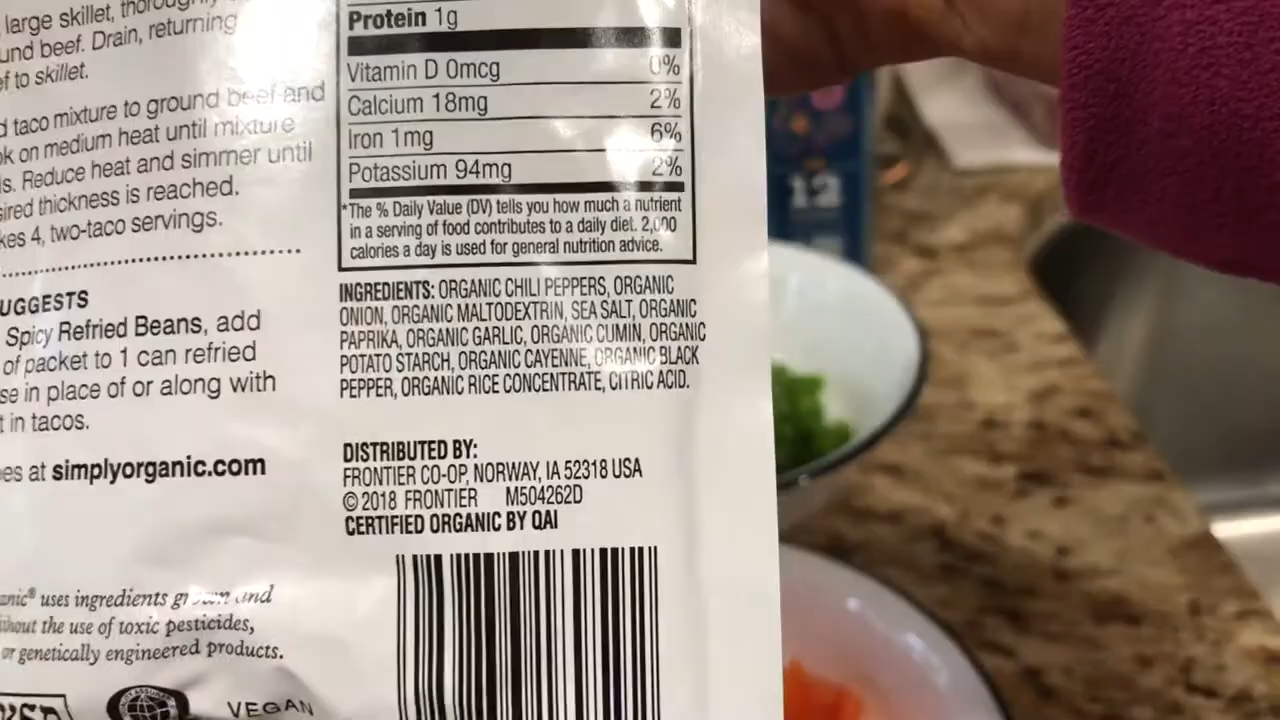 large skillet, thoroughly
und beef. Drain, returning
ef to skillet.
d taco mixture to ground beef and
ok on medium heat until mixture
ls. Reduce heat and simmer until
sired thickness is reached.
kes 4, two-taco servings.
UGGESTS
Spicy Refried Beans, add
of packet to 1 can refried
se in place of or along with
t in tacos.
es at simplyorganic.com
anic® uses ingredients grown and
ithout the use of toxic pesticides,
or genetically engineered products.
VEGAN
Protein 1g
Vitamin D 0mcg 0%
Calcium 18mg 2%
Iron 1mg 6%
Potassium 94mg 2%
*The % Daily Value (DV) tells you how much a nutrient
in a serving of food contributes to a daily diet. 2,000
calories a day is used for general nutrition advice.
INGREDIENTS: ORGANIC CHILI PEPPERS, ORGANIC
ONION, ORGANIC MALTODEXTRIN, SEA SALT, ORGANIC
PAPRIKA, ORGANIC GARLIC, ORGANIC CUMIN, ORGANIC
POTATO STARCH, ORGANIC CAYENNE, ORGANIC BLACK
PEPPER, ORGANIC RICE CONCENTRATE, CITRIC ACID.
DISTRIBUTED BY:
FRONTIER CO-OP, NORWAY, IA 52318 USA
© 2018 FRONTIER M504262D
CERTIFIED ORGANIC BY QAI
12